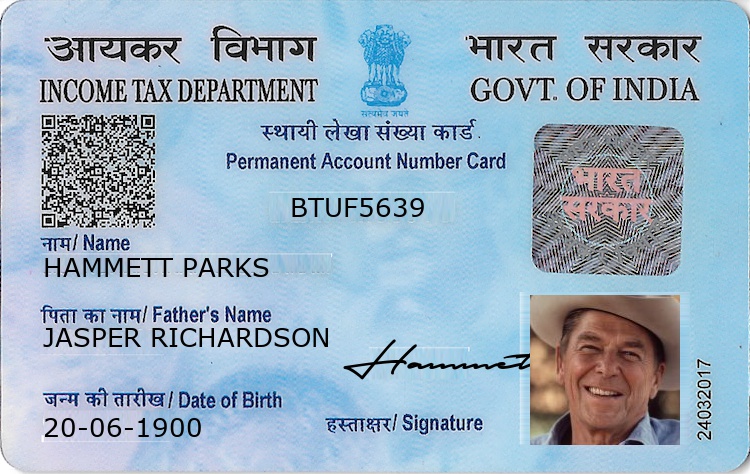 आयकर विभाग
INCOME TAX DEPARTMENT
सत्यमेव जयते
भारत सरकार
GOVT. OF INDIA
स्थायी लेखा संख्या कार्ड
Permanent Account Number Card
BTUF5639
भारत
सरकार
नाम/ Name
HAMMETT PARKS
पिता का नाम/ Father's Name
JASPER RICHARDSON
Hammett
जन्म की तारीख/ Date of Birth
20-06-1900
हस्ताक्षर/ Signature
24032017